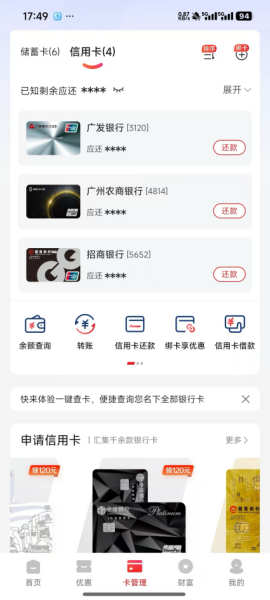 17:49
0.87 KB/S 5G 5G 94
储蓄卡(6) 信用卡(4)
排序 绑卡
已知剩余应还 **** 展开
广发银行 [3120]
应还 **** 还款
广州农商银行 [4814]
应还 **** 还款
招商银行 [5652]
应还 **** 还款
余额查询 转账 信用卡还款 绑卡享优惠 信用卡借款
快来体验一键查卡，便捷查询您名下全部银行卡
申请信用卡 | 汇集千余款银行卡 更多
领120元 领120元
Platinum
首页 优惠 卡管理 财富 我的